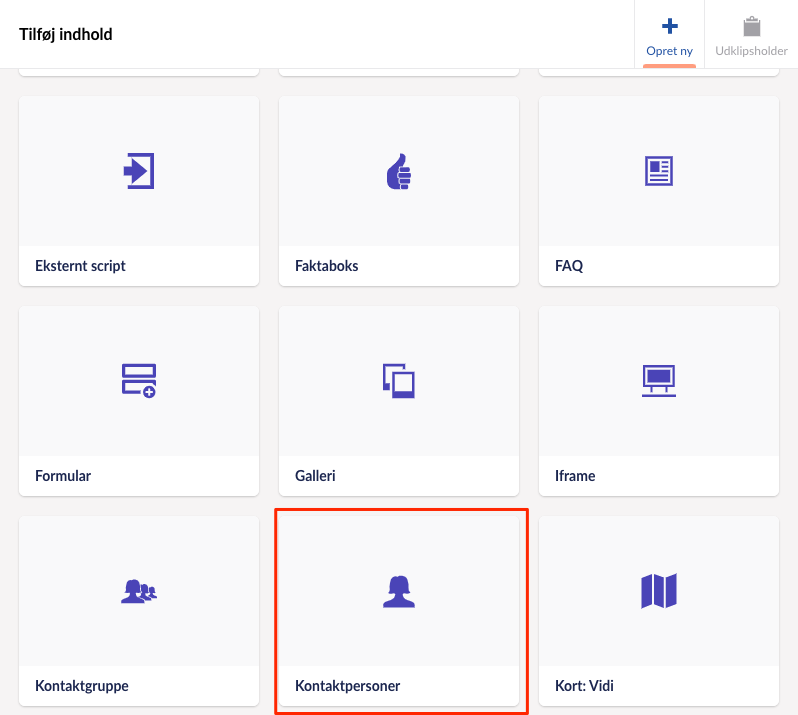 Tilføj indhold
Opret ny
Udklipsholder
Eksternt script
Faktaboks
FAQ
Formular
Galleri
Iframe
Kontaktgruppe
Kontaktpersoner
Kort: Vidi